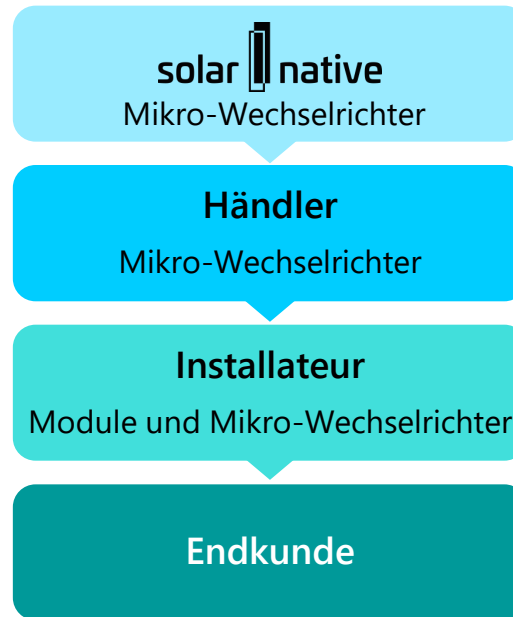 solar native
Mikro-Wechselrichter
Händler
Mikro-Wechselrichter
Installateur
Module und Mikro-Wechselrichter
Endkunde